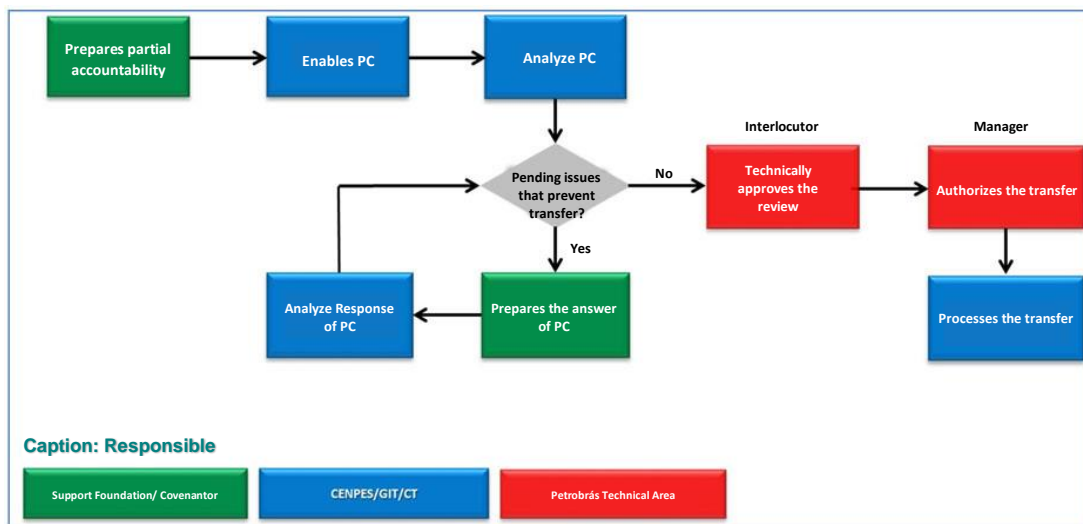 Prepares partial
accountability
Enables PC
Analyze PC
Interlocutor
Manager
Pending issues
that prevent
transfer?
No
Technically
approves the
review
Authorizes the transfer
Yes
Analyze Response
of PC
Prepares the answer
of PC
Processes the transfer
Caption: Responsible
Support Foundation/ Covenantor
CENPES/GIT/CT
Petrobrás Technical Area